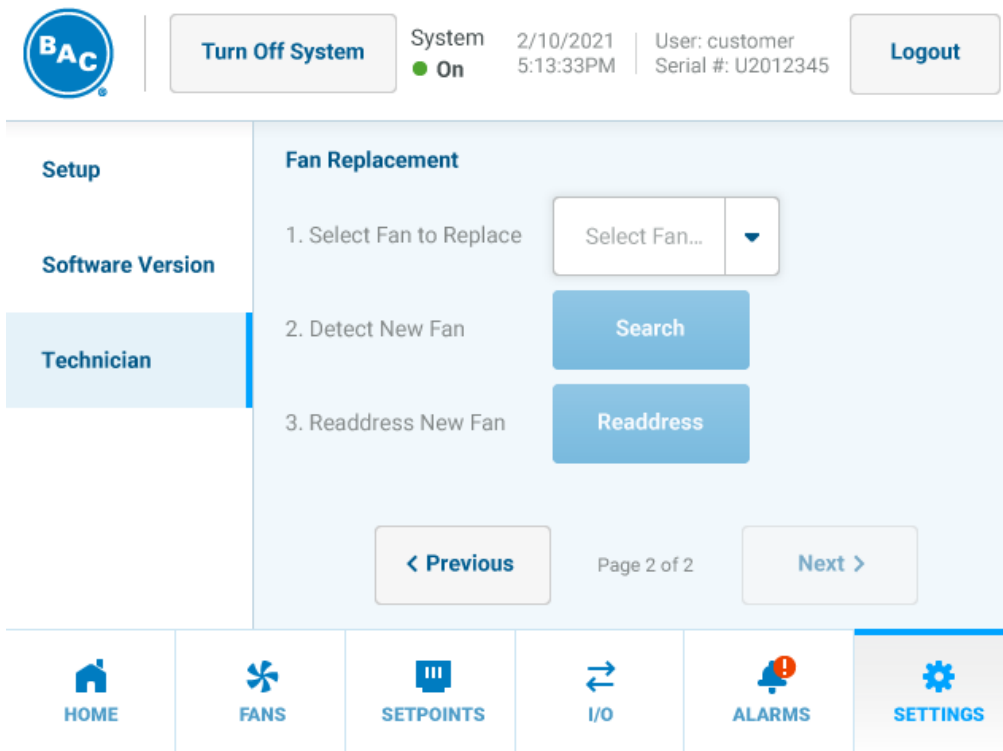 BAC®
Turn Off System
System
On
2/10/2021
5:13:33PM
User: customer
Serial #: U2012345
Logout
Setup
Software Version
Technician
Fan Replacement
1. Select Fan to Replace
Select Fan...
2. Detect New Fan
Search
3. Readdress New Fan
Readdress
< Previous
Page 2 of 2
Next >
HOME
FANS
SETPOINTS
I/O
ALARMS
SETTINGS